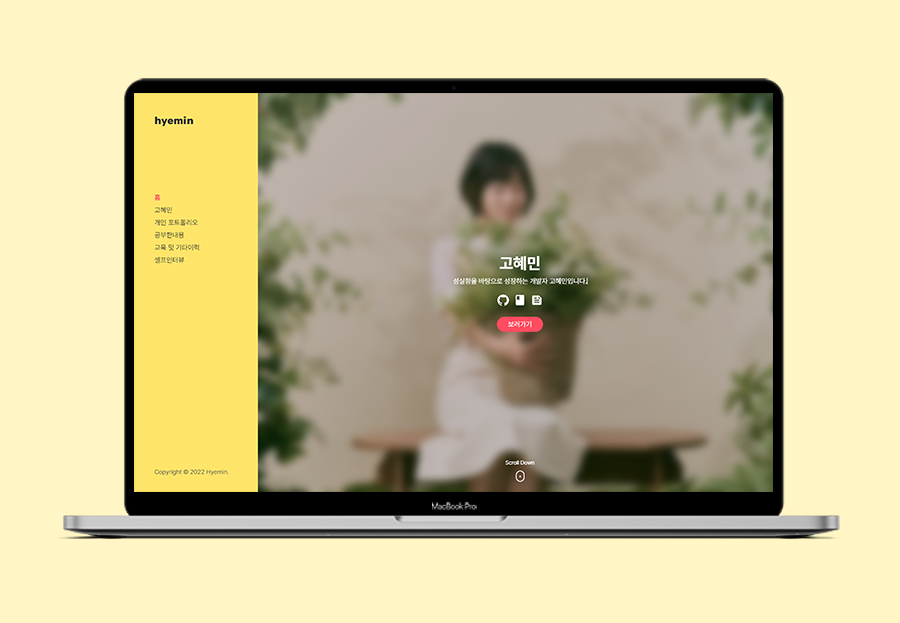 hyemin
홈
고혜민
개인 포트폴리오
공부한내용
교육 및 기타이력
셀프인터뷰
Copyright © 2022 Hyemin.
고혜민
성실함을 바탕으로 성장하는 개발자 고혜민입니다.|
보러가기
Scroll Down
MacBook Pro